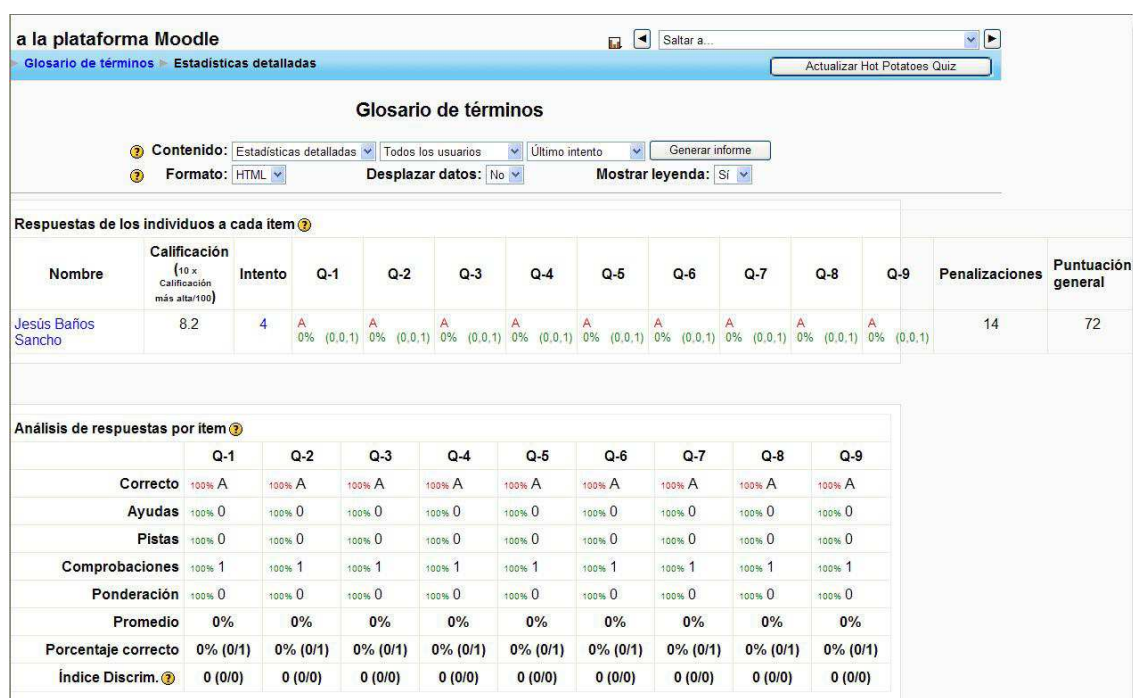 a la plataforma Moodle
Saltar a...
Glosario de términos Estadísticas detalladas
Actualizar Hot Potatoes Quiz
Glosario de términos
Contenido: Estadísticas detalladas Todos los usuarios Último intento Generar informe
Formato: HTML Desplazar datos: No Mostrar leyenda: Sí
Respuestas de los individuos a cada ítem
Nombre Calificación (10 x Calificación más alta/100) Intento Q-1 Q-2 Q-3 Q-4 Q-5 Q-6 Q-7 Q-8 Q-9 Penalizaciones Puntuación general
Jesús Baños Sancho 8.2 4 A A A A A A A A A 14 72
0% (0,0,1) 0% (0,0,1) 0% (0,0,1) 0% (0,0,1) 0% (0,0,1) 0% (0,0,1) 0% (0,0,1) 0% (0,0,1) 0% (0,0,1)
Análisis de respuestas por ítem
Q-1 Q-2 Q-3 Q-4 Q-5 Q-6 Q-7 Q-8 Q-9
Correcto 100% A 100% A 100% A 100% A 100% A 100% A 100% A 100% A 100% A
Ayudas 100% 0 100% 0 100% 0 100% 0 100% 0 100% 0 100% 0 100% 0 100% 0
Pistas 100% 0 100% 0 100% 0 100% 0 100% 0 100% 0 100% 0 100% 0 100% 0
Comprobaciones 100% 1 100% 1 100% 1 100% 1 100% 1 100% 1 100% 1 100% 1 100% 1
Ponderación 100% 0 100% 0 100% 0 100% 0 100% 0 100% 0 100% 0 100% 0 100% 0
Promedio 0% 0% 0% 0% 0% 0% 0% 0% 0%
Porcentaje correcto 0% (0/1) 0% (0/1) 0% (0/1) 0% (0/1) 0% (0/1) 0% (0/1) 0% (0/1) 0% (0/1) 0% (0/1)
Índice Discrim. 0 (0/0) 0 (0/0) 0 (0/0) 0 (0/0) 0 (0/0) 0 (0/0) 0 (0/0) 0 (0/0) 0 (0/0)